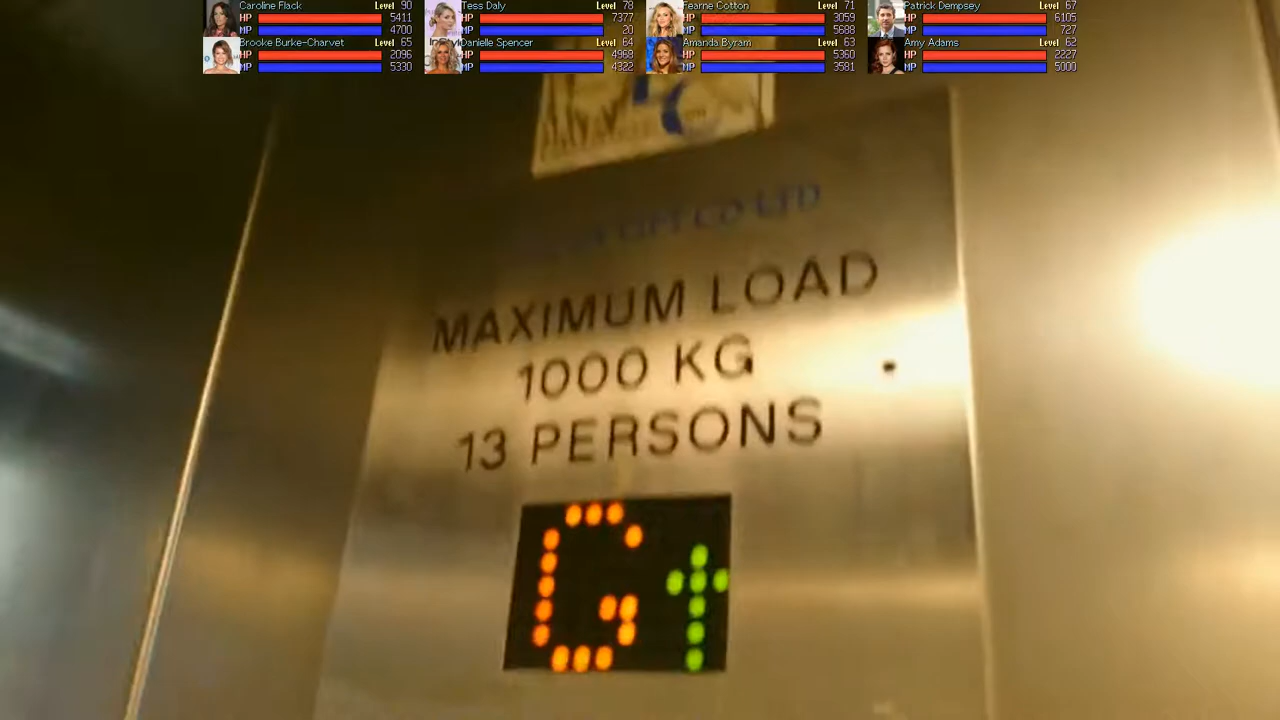 Caroline Flack Level 90
HP 5411
MP 4700
Tess Daly Level 78
HP 7377
MP 20
Fearne Cotton Level 71
HP 3059
MP 5688
Patrick Dempsey Level 67
HP 6105
MP 727
Brooke Burke-Charvet Level 65
HP 2096
MP 5330
Danielle Spencer Level 64
HP 4969
MP 4322
Amanda Byram Level 63
HP 5360
MP 3581
Amy Adams Level 62
HP 2227
MP 5000
CO LTD
MAXIMUM LOAD
1000 KG
13 PERSONS
G